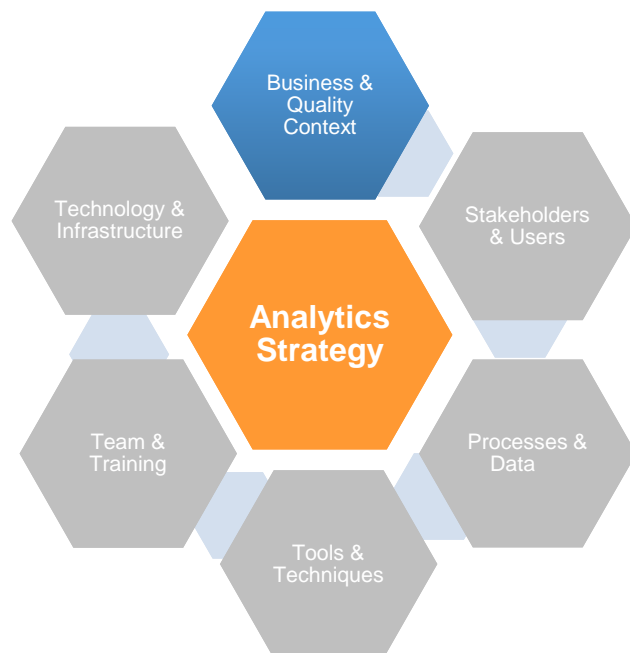 Business &
Quality
Context
Technology &
Infrastructure
Stakeholders
& Users
Analytics
Strategy
Team &
Training
Processes &
Data
Tools &
Techniques